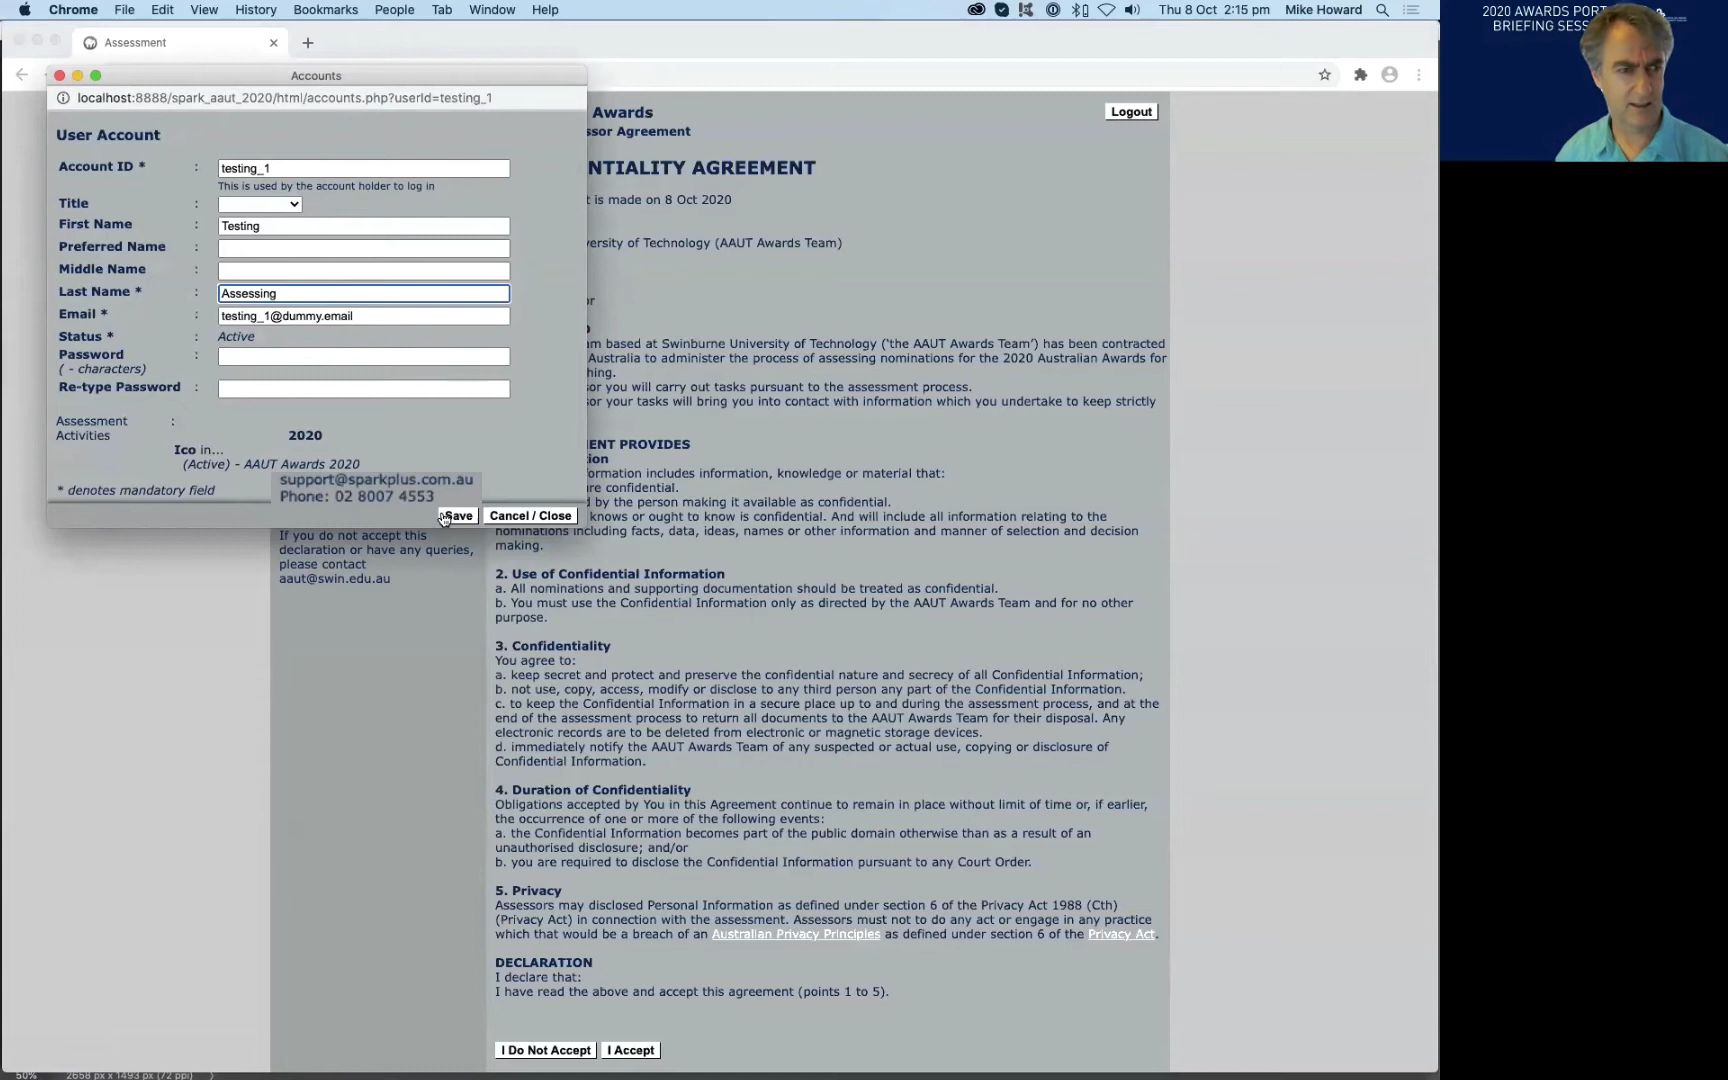 Chrome File Edit View History Bookmarks People Tab Window Help
Thu 8 Oct 2:15 pm Mike Howard
2020 AWARDS
BRIEFING
Assessment
Accounts
localhost:8888/spark_aaut_2020/html/accounts.php?userId=testing_1
User Account
Account ID * : testing_1
This is used by the account holder to log in
Title :
First Name : Testing
Preferred Name :
Middle Name :
Last Name * : Assessing
Email * : testing_1@dummy.email
Status * : Active
Password :
( - characters)
Re-type Password :
Assessment :
Activities
2020
Ico in...
(Active) - AAUT Awards 2020
* denotes mandatory field
support@sparkplus.com.au
Phone: 02 8007 4553
Save Cancel / Close
If you do not accept this
declaration or have any queries,
please contact
aaut@swin.edu.au
Awards
Logout
ssor Agreement
NTIALITY AGREEMENT
t is made on 8 Oct 2020
versity of Technology (AAUT Awards Team)
or
am based at Swinburne University of Technology ('the AAUT Awards Team') has been contracted
Australia to administer the process of assessing nominations for the 2020 Australian Awards for
hing.
sor you will carry out tasks pursuant to the assessment process.
sor your tasks will bring you into contact with information which you undertake to keep strictly
ENT PROVIDES
ion
formation includes information, knowledge or material that:
re confidential.
d by the person making it available as confidential.
knows or ought to know is confidential. And will include all information relating to the
nominations including facts, data, ideas, names or other information and manner of selection and decision
making.
2. Use of Confidential Information
a. All nominations and supporting documentation should be treated as confidential.
b. You must use the Confidential Information only as directed by the AAUT Awards Team and for no other
purpose.
3. Confidentiality
You agree to:
a. keep secret and protect and preserve the confidential nature and secrecy of all Confidential Information;
b. not use, copy, access, modify or disclose to any third person any part of the Confidential Information.
c. to keep the Confidential Information in a secure place up to and during the assessment process, and at the
end of the assessment process to return all documents to the AAUT Awards Team for their disposal. Any
electronic records are to be deleted from electronic or magnetic storage devices.
d. immediately notify the AAUT Awards Team of any suspected or actual use, copying or disclosure of
Confidential Information.
4. Duration of Confidentiality
Obligations accepted by You in this Agreement continue to remain in place without limit of time or, if earlier,
the occurrence of one or more of the following events:
a. the Confidential Information becomes part of the public domain otherwise than as a result of an
unauthorised disclosure; and/or
b. you are required to disclose the Confidential Information pursuant to any Court Order.
5. Privacy
Assessors may disclosed Personal Information as defined under section 6 of the Privacy Act 1988 (Cth)
(Privacy Act) in connection with the assessment. Assessors must not to do any act or engage in any practice
which that would be a breach of an Australian Privacy Principles as defined under section 6 of the Privacy Act.
DECLARATION
I declare that:
I have read the above and accept this agreement (points 1 to 5).
I Do Not Accept I Accept
50% 2658 px x 1493 px (72 ppi)